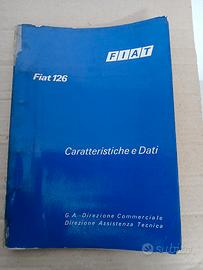 FIAT
Fiat 126
Caratteristiche e Dati
G.A. Direzione Commerciale
Direzione Assistenza Tecnica
subito